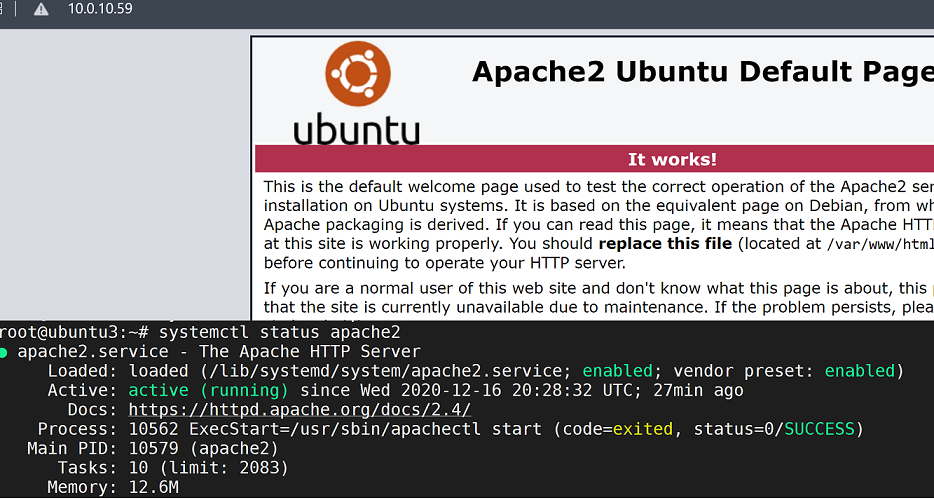 10.0.10.59
ubuntu
Apache2 Ubuntu Default Page
It works!
This is the default welcome page used to test the correct operation of the Apache2 ser
installation on Ubuntu systems. It is based on the equivalent page on Debian, from wh
Apache packaging is derived. If you can read this page, it means that the Apache HTT
at this site is working properly. You should replace this file (located at /var/www/html
before continuing to operate your HTTP server.
If you are a normal user of this web site and don't know what this page is about, this
that the site is currently unavailable due to maintenance. If the problem persists, plea
root@ubuntu3:~# systemctl status apache2
● apache2.service - The Apache HTTP Server
Loaded: loaded (/lib/systemd/system/apache2.service; enabled; vendor preset: enabled)
Active: active (running) since Wed 2020-12-16 20:28:32 UTC; 27min ago
Docs: https://httpd.apache.org/docs/2.4/
Process: 10562 ExecStart=/usr/sbin/apachectl start (code=exited, status=0/SUCCESS)
Main PID: 10579 (apache2)
Tasks: 10 (limit: 2083)
Memory: 12.6M